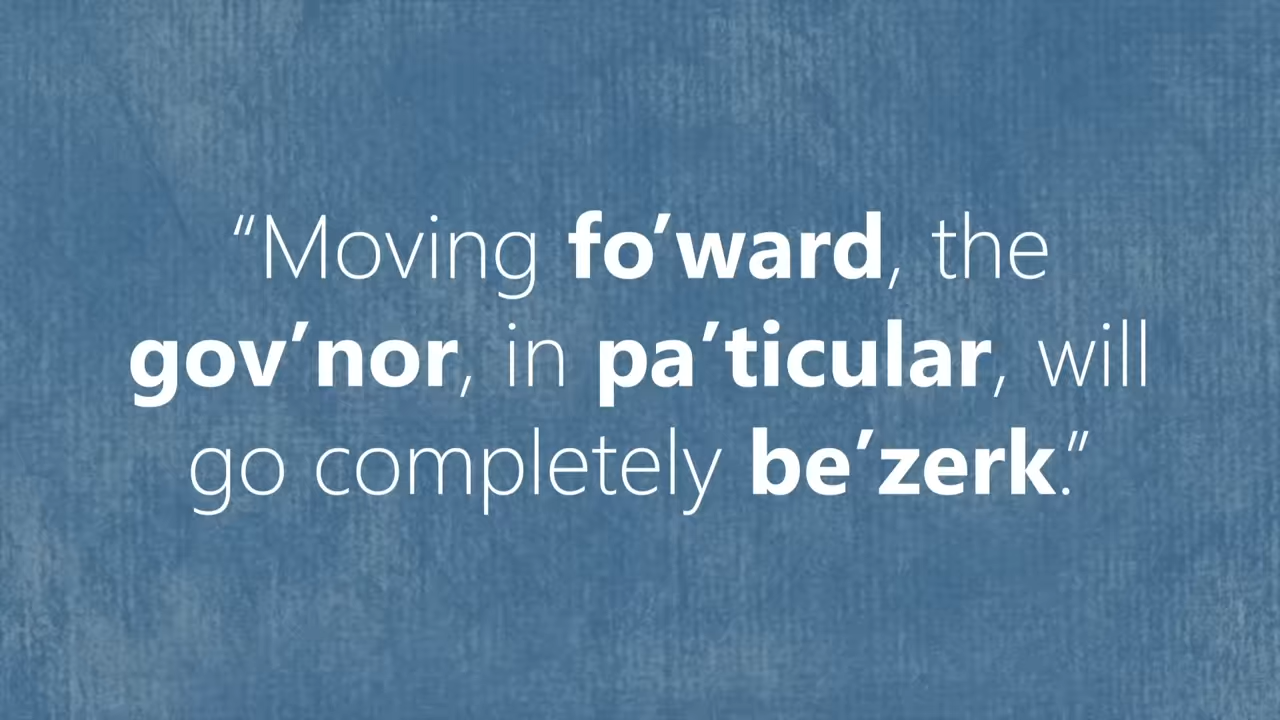 “Moving fo’ward, the
gov’nor, in pa’ticular, will
go completely be’zerk.”